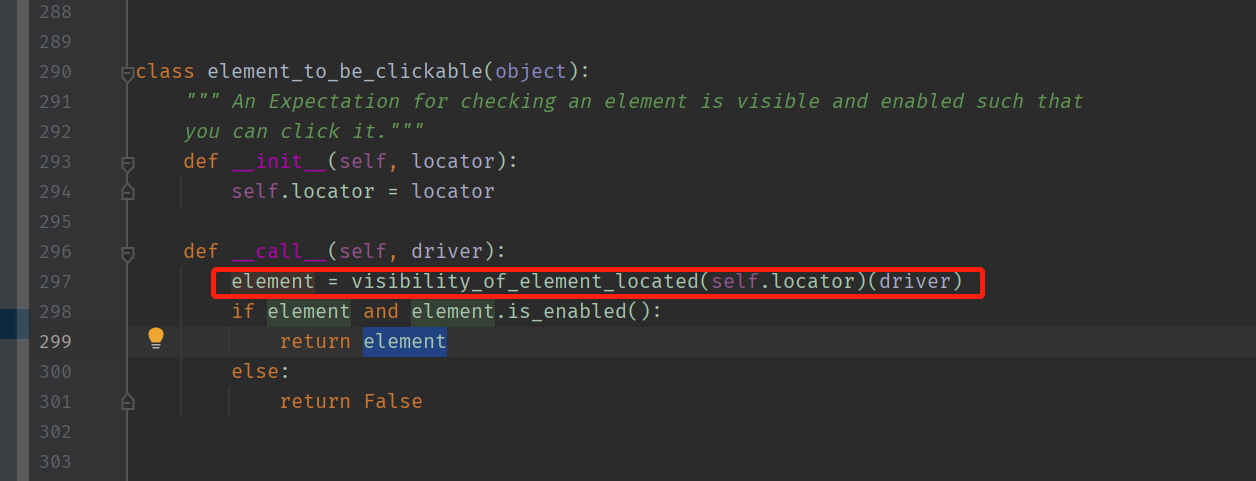 288
289
290 class element_to_be_clickable(object):
291 """ An Expectation for checking an element is visible and enabled such that
292 you can click it."""
293 def __init__(self, locator):
294 self.locator = locator
295
296 def __call__(self, driver):
297 element = visibility_of_element_located(self.locator)(driver)
298 if element and element.is_enabled():
299 return element
300 else:
301 return False
302
303